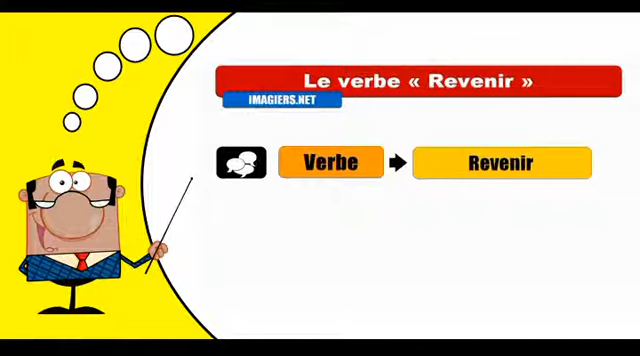 Le verbe « Revenir »
IMAGIERS.NET
Verbe
Revenir